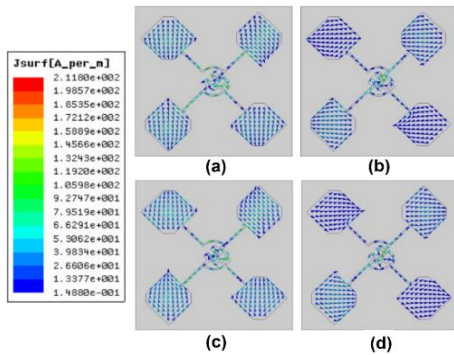 Jsurf[A_per_m]
2.1180e+002
1.9857e+002
1.8535e+002
1.7212e+002
1.5889e+002
1.4566e+002
1.3243e+002
1.1920e+002
1.0598e+002
9.2747e+001
7.9519e+001
6.6291e+001
5.3062e+001
3.9834e+001
2.6606e+001
1.3377e+001
1.4880e-001
(a)
(b)
(c)
(d)